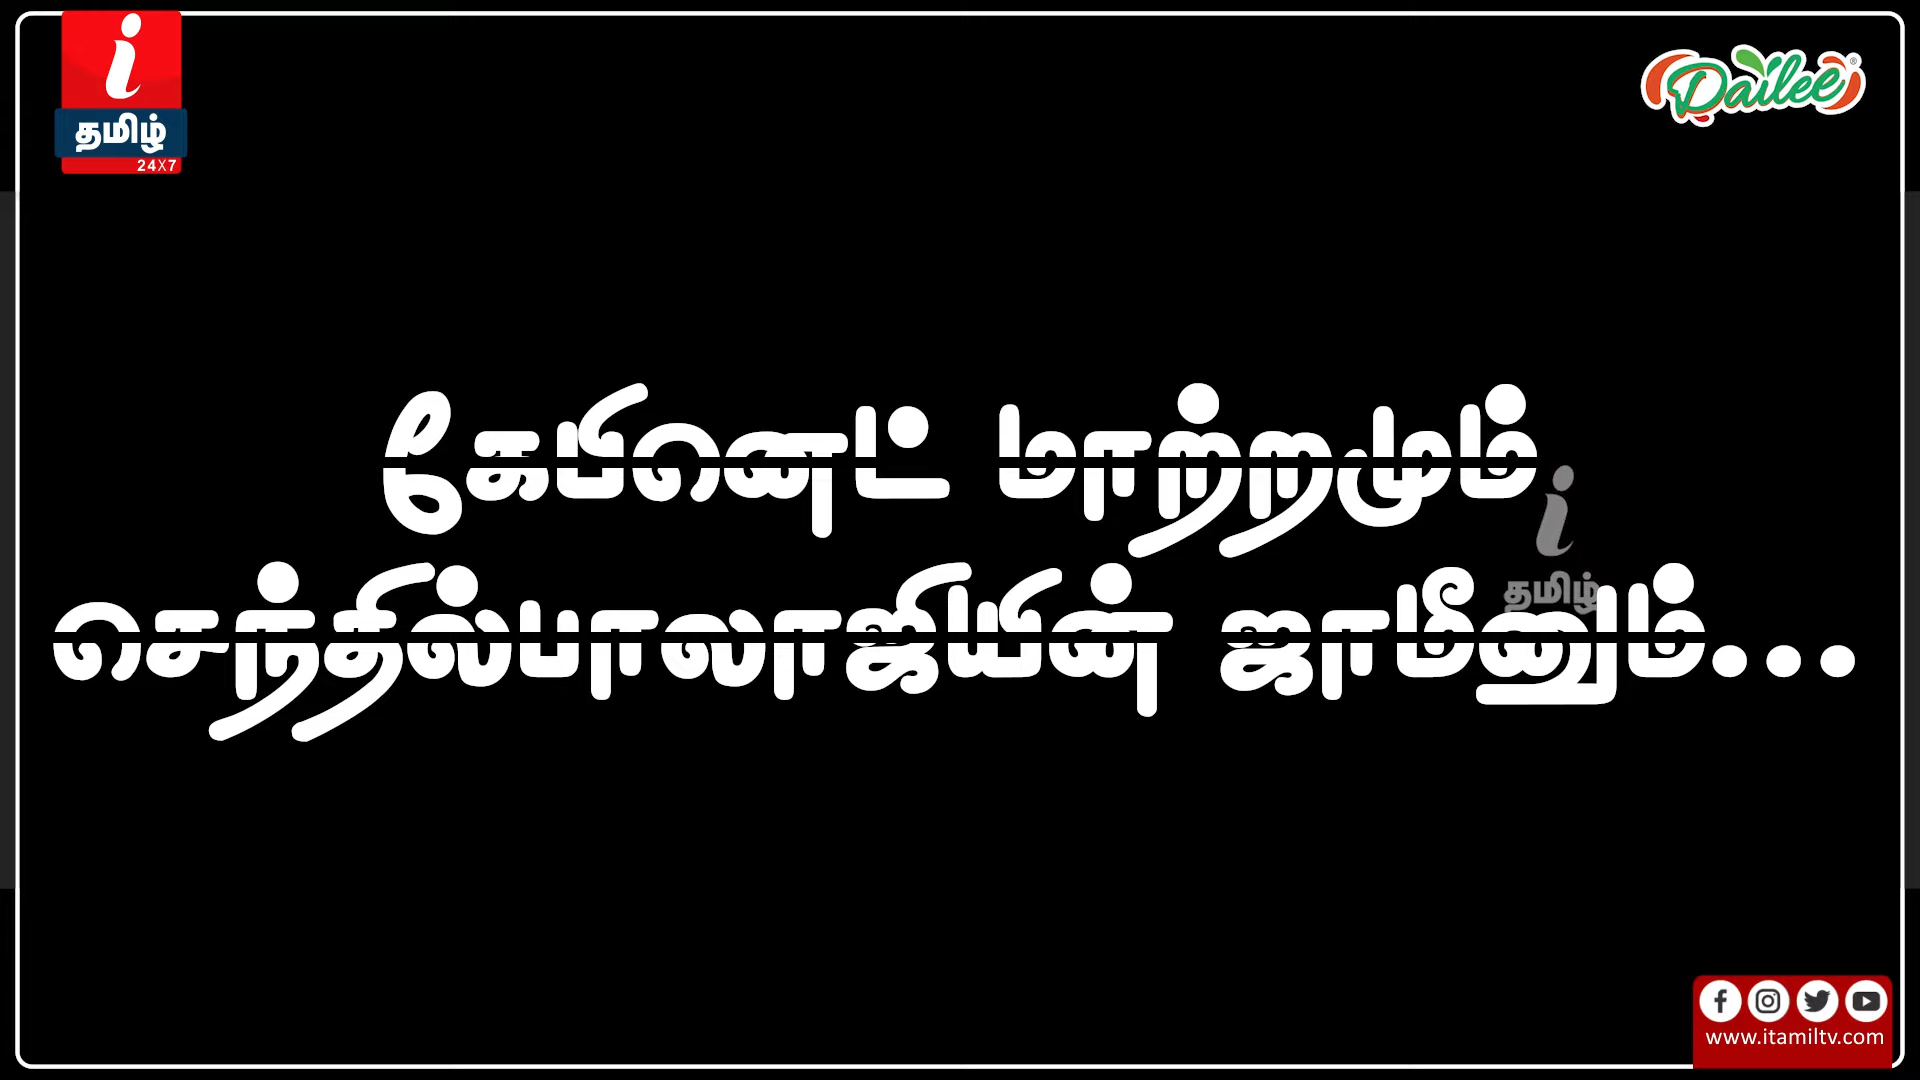 i
தமிழ்
24X7
Dailee®
கேபினெட் மாற்றமும்
i
தமிழ்
செந்தில்பாலாஜியின் ஜாமீனும்...
www.itamiltv.com